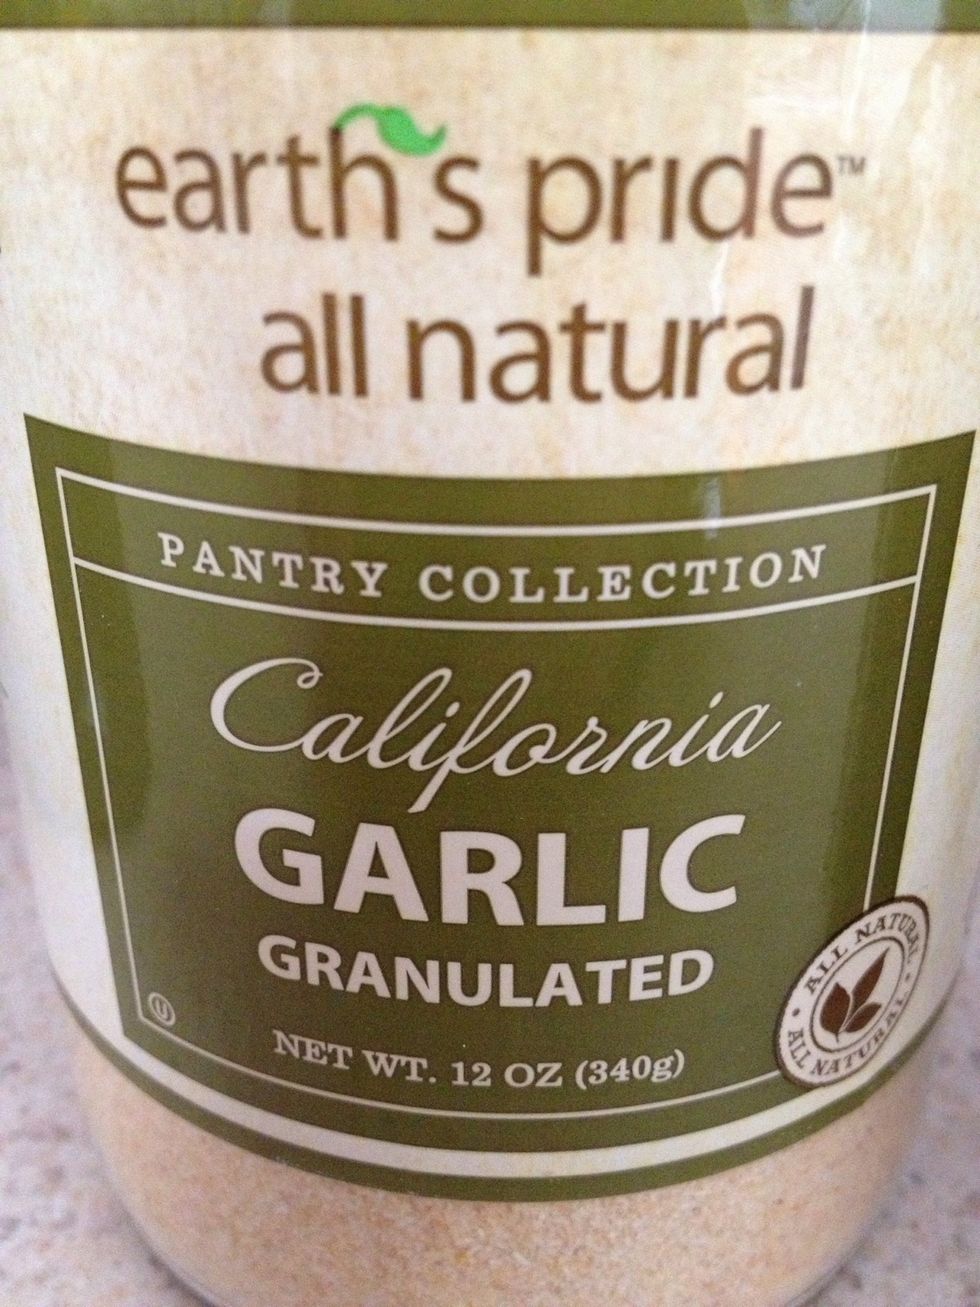 earth's pride™
all natural
PANTRY COLLECTION
California
GARLIC
GRANULATED
NET WT. 12 OZ (340g)
U
ALL NATURAL • ALL NATURAL •